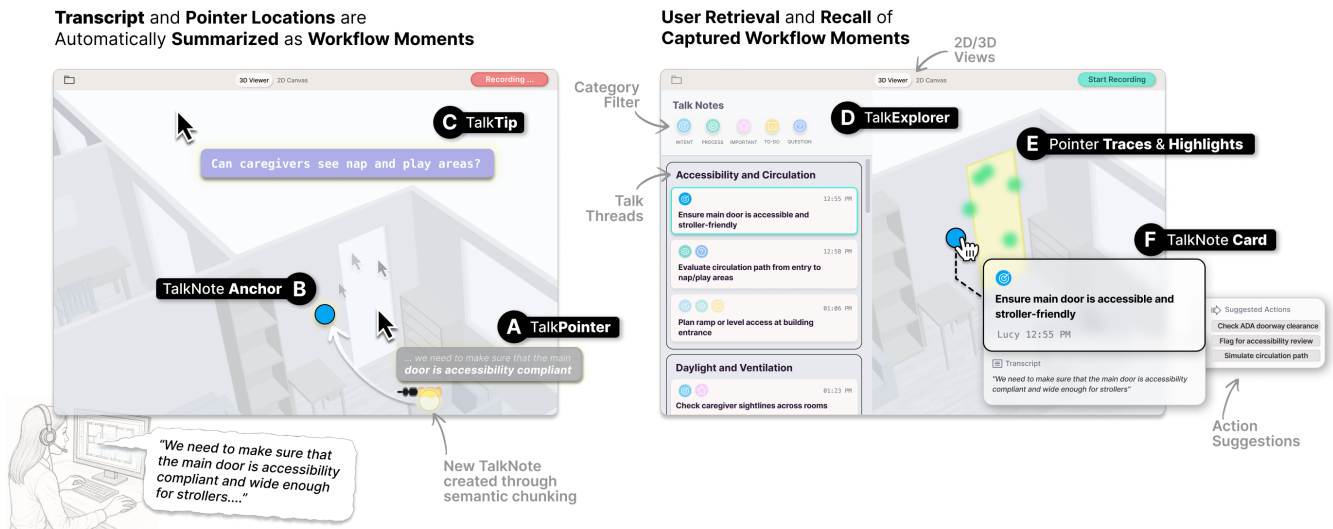 Transcript and Pointer Locations are
Automatically Summarized as Workflow Moments
3D Viewer 2D Canvas
Recording ...
C TalkTip
Can caregivers see nap and play areas?
TalkNote Anchor B
A TalkPointer
... we need to make sure that the main
door is accessibility compliant
"We need to make sure that
the main door is accessibility
compliant and wide enough
for strollers...."
New TalkNote
created through
semantic chunking
User Retrieval and Recall of
Captured Workflow Moments
2D/3D
Views
Category
Filter
Talk
Threads
3D Viewer 2D Canvas
Start Recording
Talk Notes
INTENT PROCESS IMPORTANT TO-DO QUESTION
D TalkExplorer
Accessibility and Circulation
12:55 PM
Ensure main door is accessible and
stroller-friendly
12:58 PM
Evaluate circulation path from entry to
nap/play areas
01:06 PM
Plan ramp or level access at building
entrance
Daylight and Ventilation
01:23 PM
Check caregiver sightlines across rooms
E Pointer Traces & Highlights
F TalkNote Card
Ensure main door is accessible and
stroller-friendly
Lucy 12:55 PM
Transcript
"We need to make sure that the main door is accessibility
compliant and wide enough for strollers"
Suggested Actions
Check ADA doorway clearance
Flag for accessibility review
Simulate circulation path
Action
Suggestions